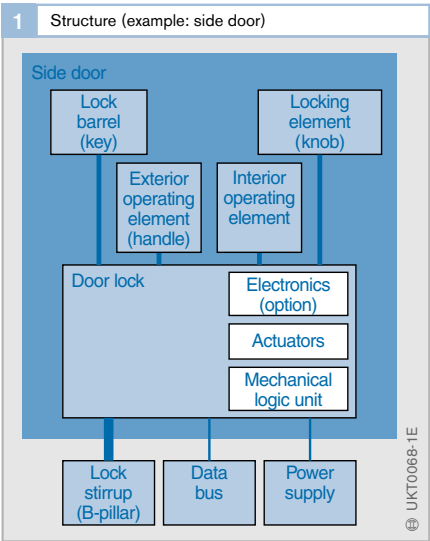 1 Structure (example: side door)
Side door
Lock
barrel
(key)
Locking
element
(knob)
Exterior
operating
element
(handle)
Interior
operating
element
Door lock
Electronics
(option)
Actuators
Mechanical
logic unit
Lock
stirrup
(B-pillar)
Data
bus
Power
supply
UKT0068-1E